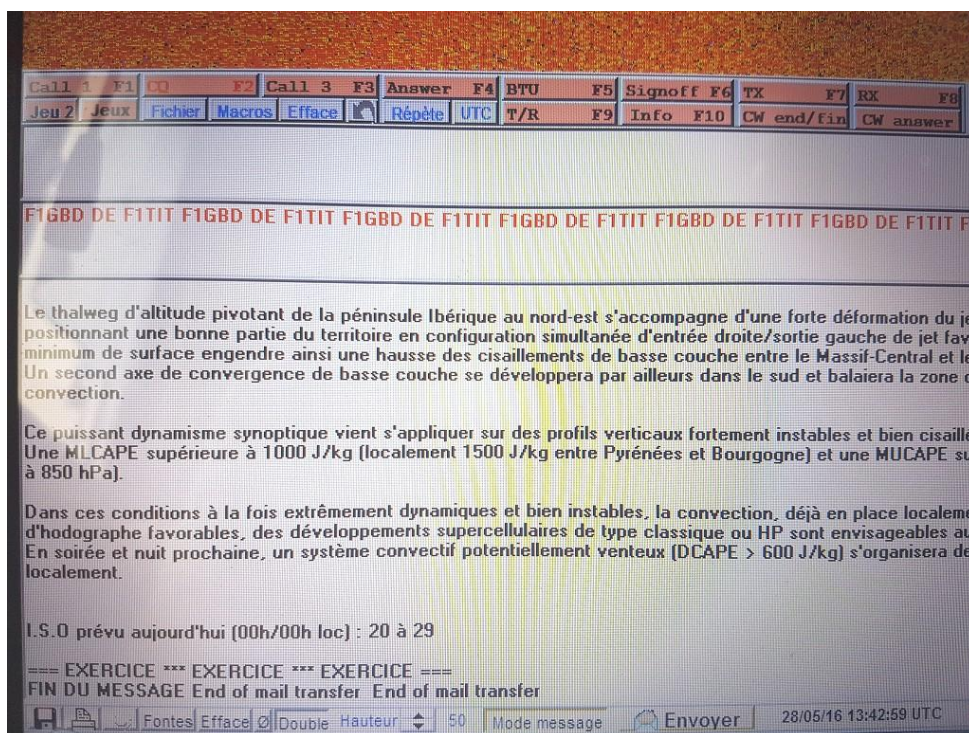 Call 1 F1 CQ F2 Call 3 F3 Answer F4 BTU F5 Signoff F6 TX F7 RX F8
Jeu 2 Jeux Fichier Macros Efface Répète UTC T/R F9 Info F10 CW end/fin CW answer
F1GBD DE F1TIT F1GBD DE F1TIT F1GBD DE F1TIT F1GBD DE F1TIT F1GBD DE F1TIT F1GBD DE F1TIT F
Le thalweg d'altitude pivotant de la péninsule Ibérique au nord-est s'accompagne d'une forte déformation du je
positionnant une bonne partie du territoire en configuration simultanée d'entrée droite/sortie gauche de jet fav
minimum de surface engendre ainsi une hausse des cisaillements de basse couche entre le Massif-Central et le
Un second axe de convergence de basse couche se développera par ailleurs dans le sud et balaiera la zone
convection.
Ce puissant dynamisme synoptique vient s'appliquer sur des profils verticaux fortement instables et bien cisaillé
Une MLCAPE supérieure à 1000 J/kg (localement 1500 J/kg entre Pyrénées et Bourgogne) et une MUCAPE su
à 850 hPa).
Dans ces conditions à la fois extrêmement dynamiques et bien instables, la convection, déjà en place localeme
d'hodographe favorables, des développements supercellulaires de type classique ou HP sont envisageables au
En soirée et nuit prochaine, un système convectif potentiellement venteux (DCAPE > 600 J/kg) s'organisera de
localement.
I.S.O prévu aujourd'hui (00h/00h loc) : 20 à 29
=== EXERCICE *** EXERCICE *** EXERCICE ===
FIN DU MESSAGE End of mail transfer End of mail transfer
Fontes Efface Ø Double Hauteur 50 Mode message Envoyer 28/05/16 13:42:59 UTC